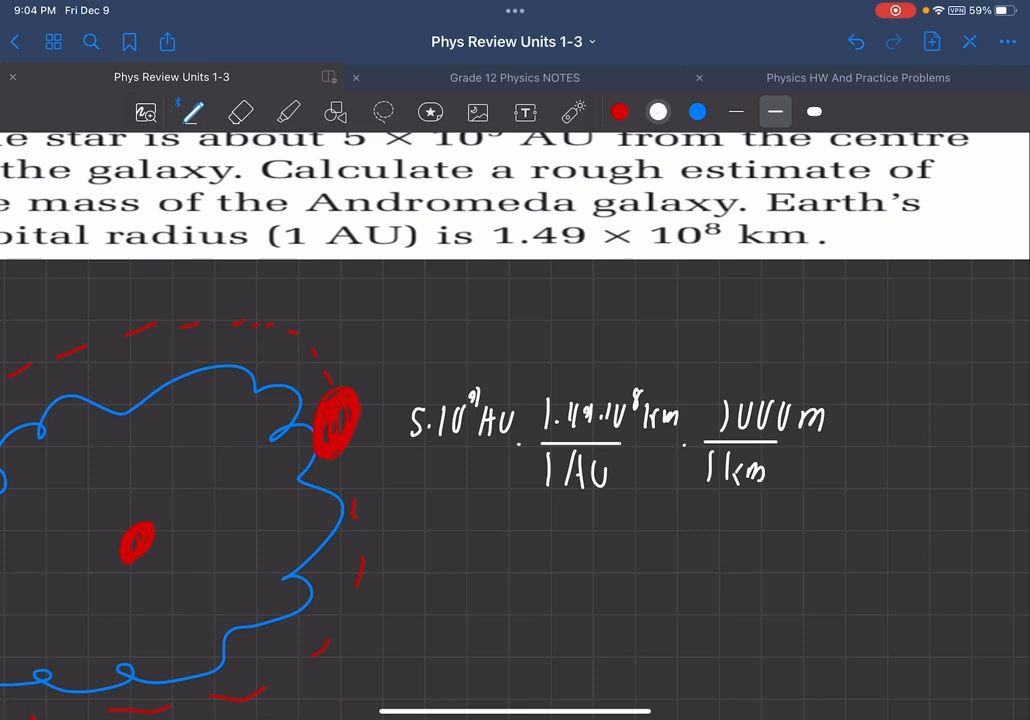 9:04 PM Fri Dec 9
VPN 59%
Phys Review Units 1-3
Phys Review Units 1-3
Grade 12 Physics NOTES
Physics HW And Practice Problems
e star is about 5 × 10⁹ AU from the centre
the galaxy. Calculate a rough estimate of
e mass of the Andromeda galaxy. Earth's
bital radius (1 AU) is 1.49 × 10⁸ km.
5.10⁹ AU . 1.49.10⁸ km . 1000 m
1 AU 1 km